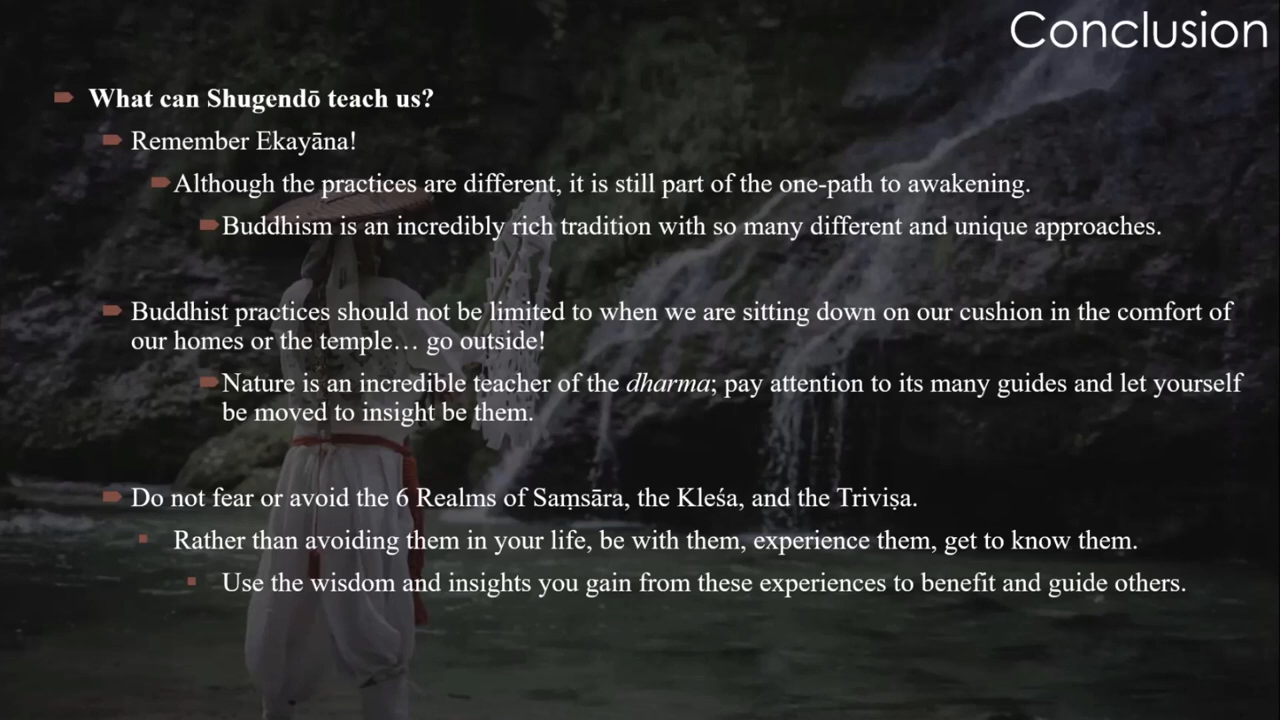 Conclusion
What can Shugendō teach us?
Remember Ekayāna!
Although the practices are different, it is still part of the one-path to awakening.
Buddhism is an incredibly rich tradition with so many different and unique approaches.
Buddhist practices should not be limited to when we are sitting down on our cushion in the comfort of
our homes or the temple… go outside!
Nature is an incredible teacher of the dharma; pay attention to its many guides and let yourself
be moved to insight be them.
Do not fear or avoid the 6 Realms of Saṃsāra, the Kleśa, and the Triviṣa.
Rather than avoiding them in your life, be with them, experience them, get to know them.
Use the wisdom and insights you gain from these experiences to benefit and guide others.